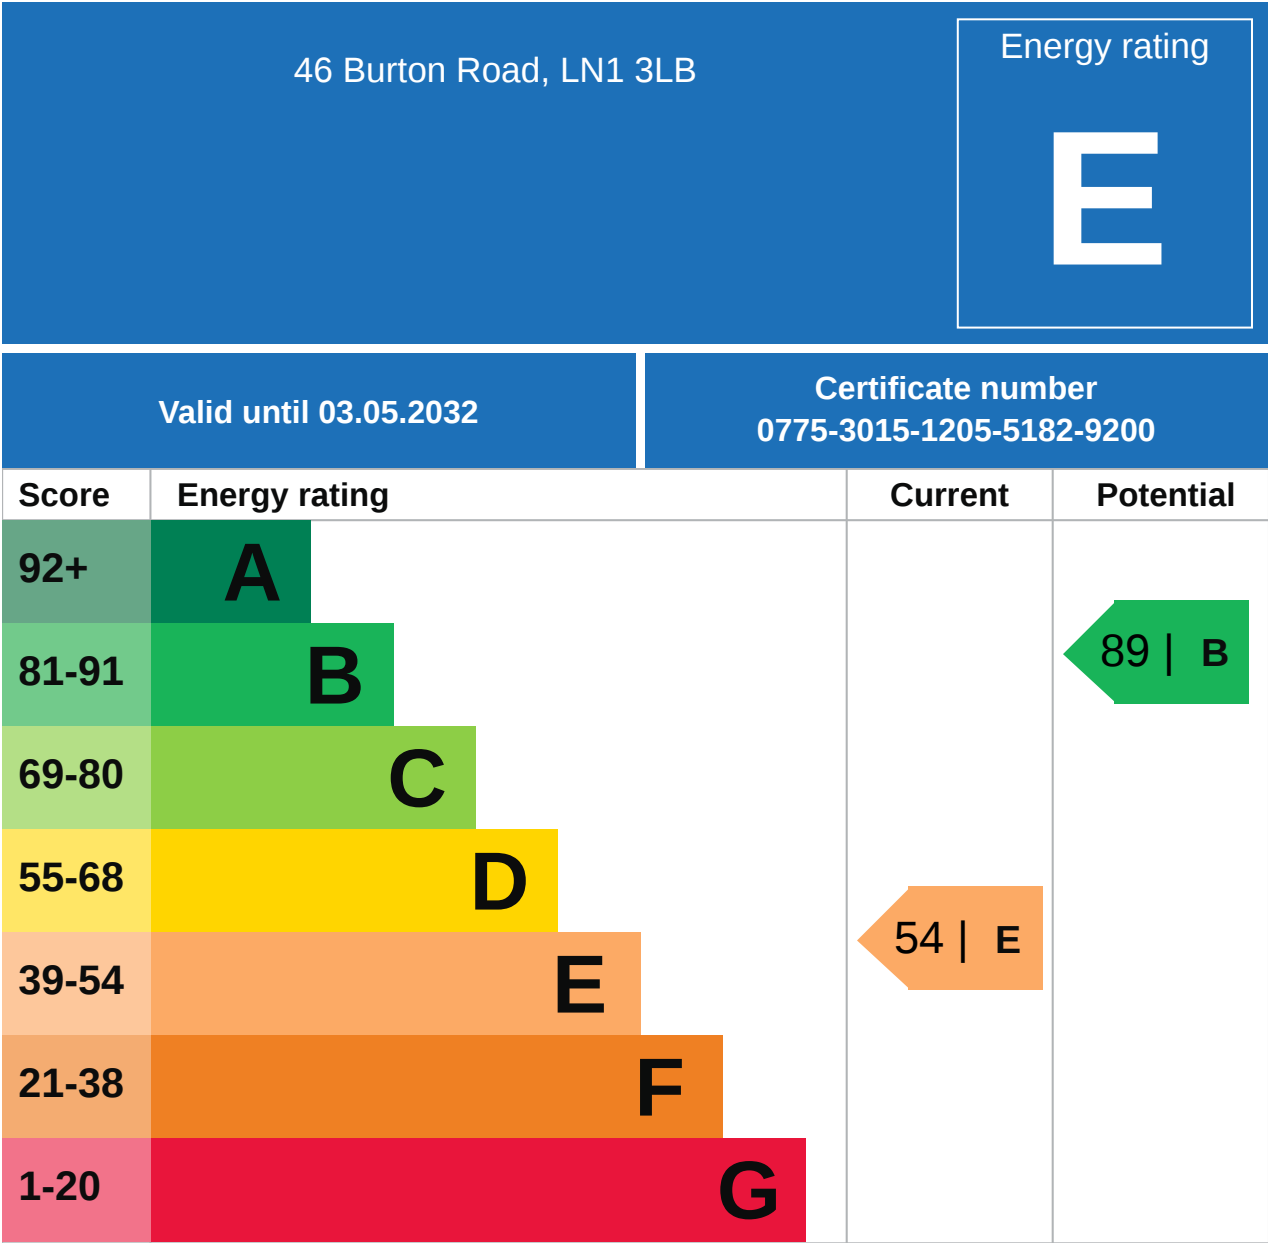 46 Burton Road, LN1 3LB
Energy rating
E
Valid until 03.05.2032
Certificate number
0775-3015-1205-5182-9200
Score Energy rating Current Potential
92+ A
81-91 B
89 | B
69-80 C
55-68 D
39-54 E
54 | E
21-38 F
1-20 G